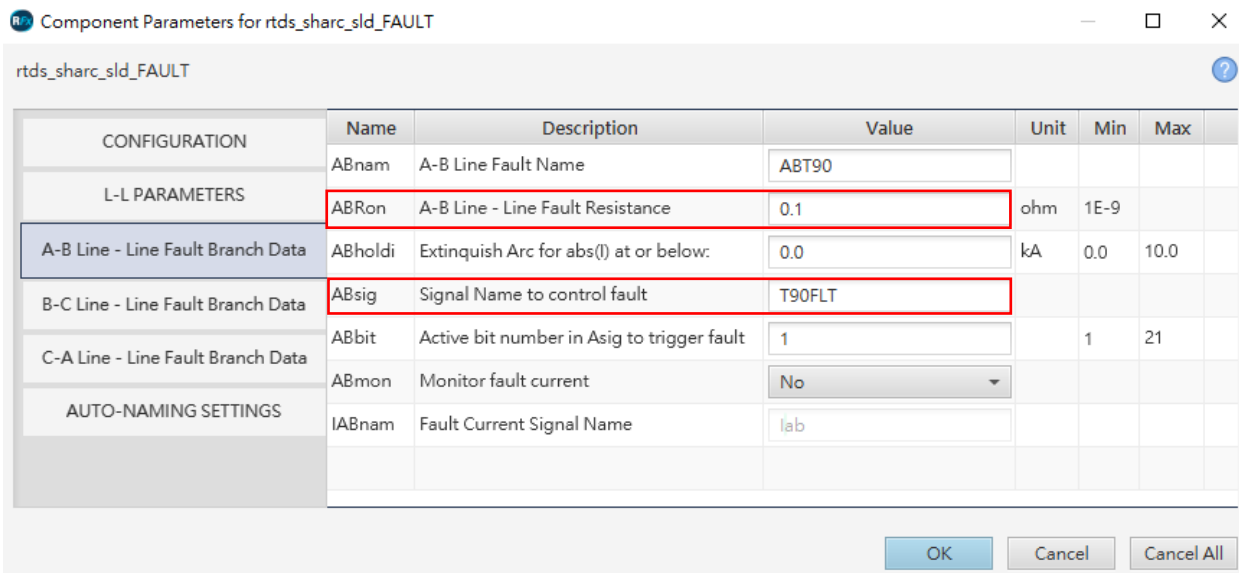 RFX Component Parameters for rtds_sharc_sld_FAULT
rtds_sharc_sld_FAULT
?
CONFIGURATION
L-L PARAMETERS
A-B Line - Line Fault Branch Data
B-C Line - Line Fault Branch Data
C-A Line - Line Fault Branch Data
AUTO-NAMING SETTINGS
Name Description Value Unit Min Max
ABnam A-B Line Fault Name ABT90
ABRon A-B Line - Line Fault Resistance 0.1 ohm 1E-9
ABholdi Extinquish Arc for abs(I) at or below: 0.0 kA 0.0 10.0
ABsig Signal Name to control fault T90FLT
ABbit Active bit number in Asig to trigger fault 1 1 21
ABmon Monitor fault current No
IABnam Fault Current Signal Name Iab
OK Cancel Cancel All